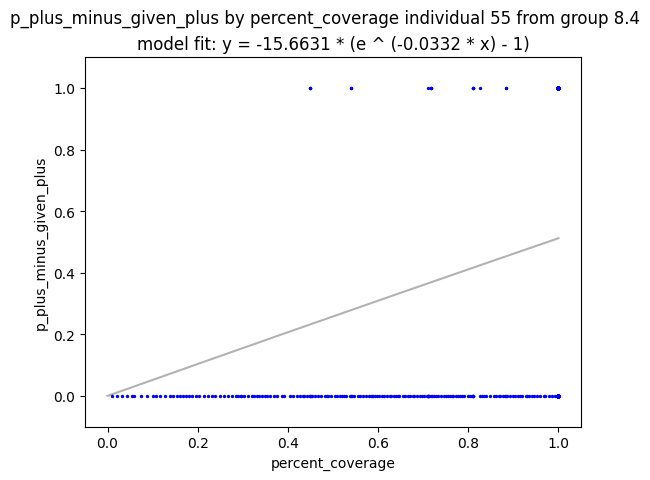 p_plus_minus_given_plus by percent_coverage individual 55 from group 8.4
model fit: y = -15.6631 * (e ^ (-0.0332 * x) - 1)
1.0
0.8
0.6
0.4
0.2
0.0
p_plus_minus_given_plus
0.0 0.2 0.4 0.6 0.8 1.0
percent_coverage